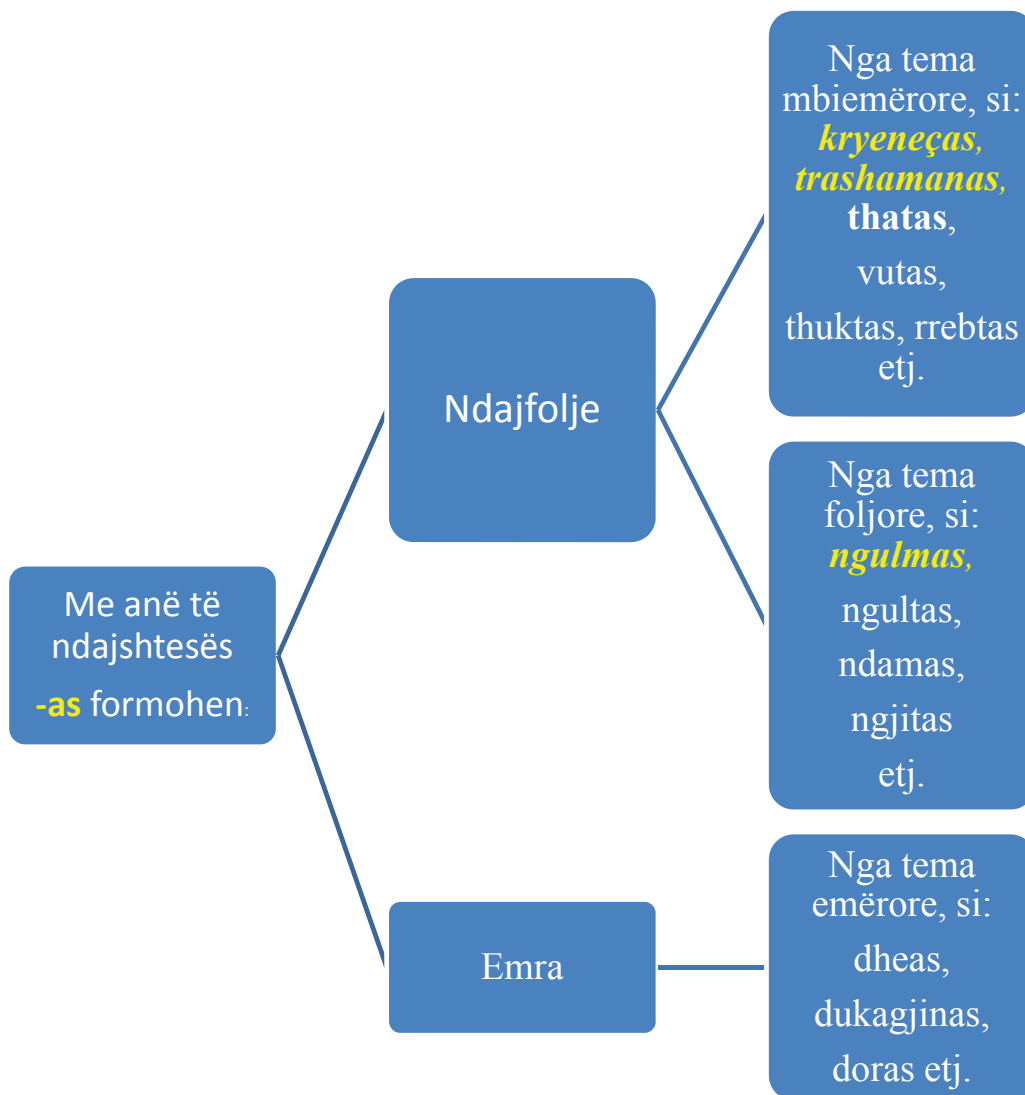 Me anë të
ndajshtesës
-as formohen:
Ndajfolje
Nga tema
mbiemërore, si:
kryeneças,
trashamanas,
thatas,
vutas,
thuktas, rrebtas
etj.
Nga tema
foljore, si:
ngulmas,
ngultas,
ndamas,
ngjitas
etj.
Emra
Nga tema
emërore, si:
dheas,
dukagjinas,
doras etj.